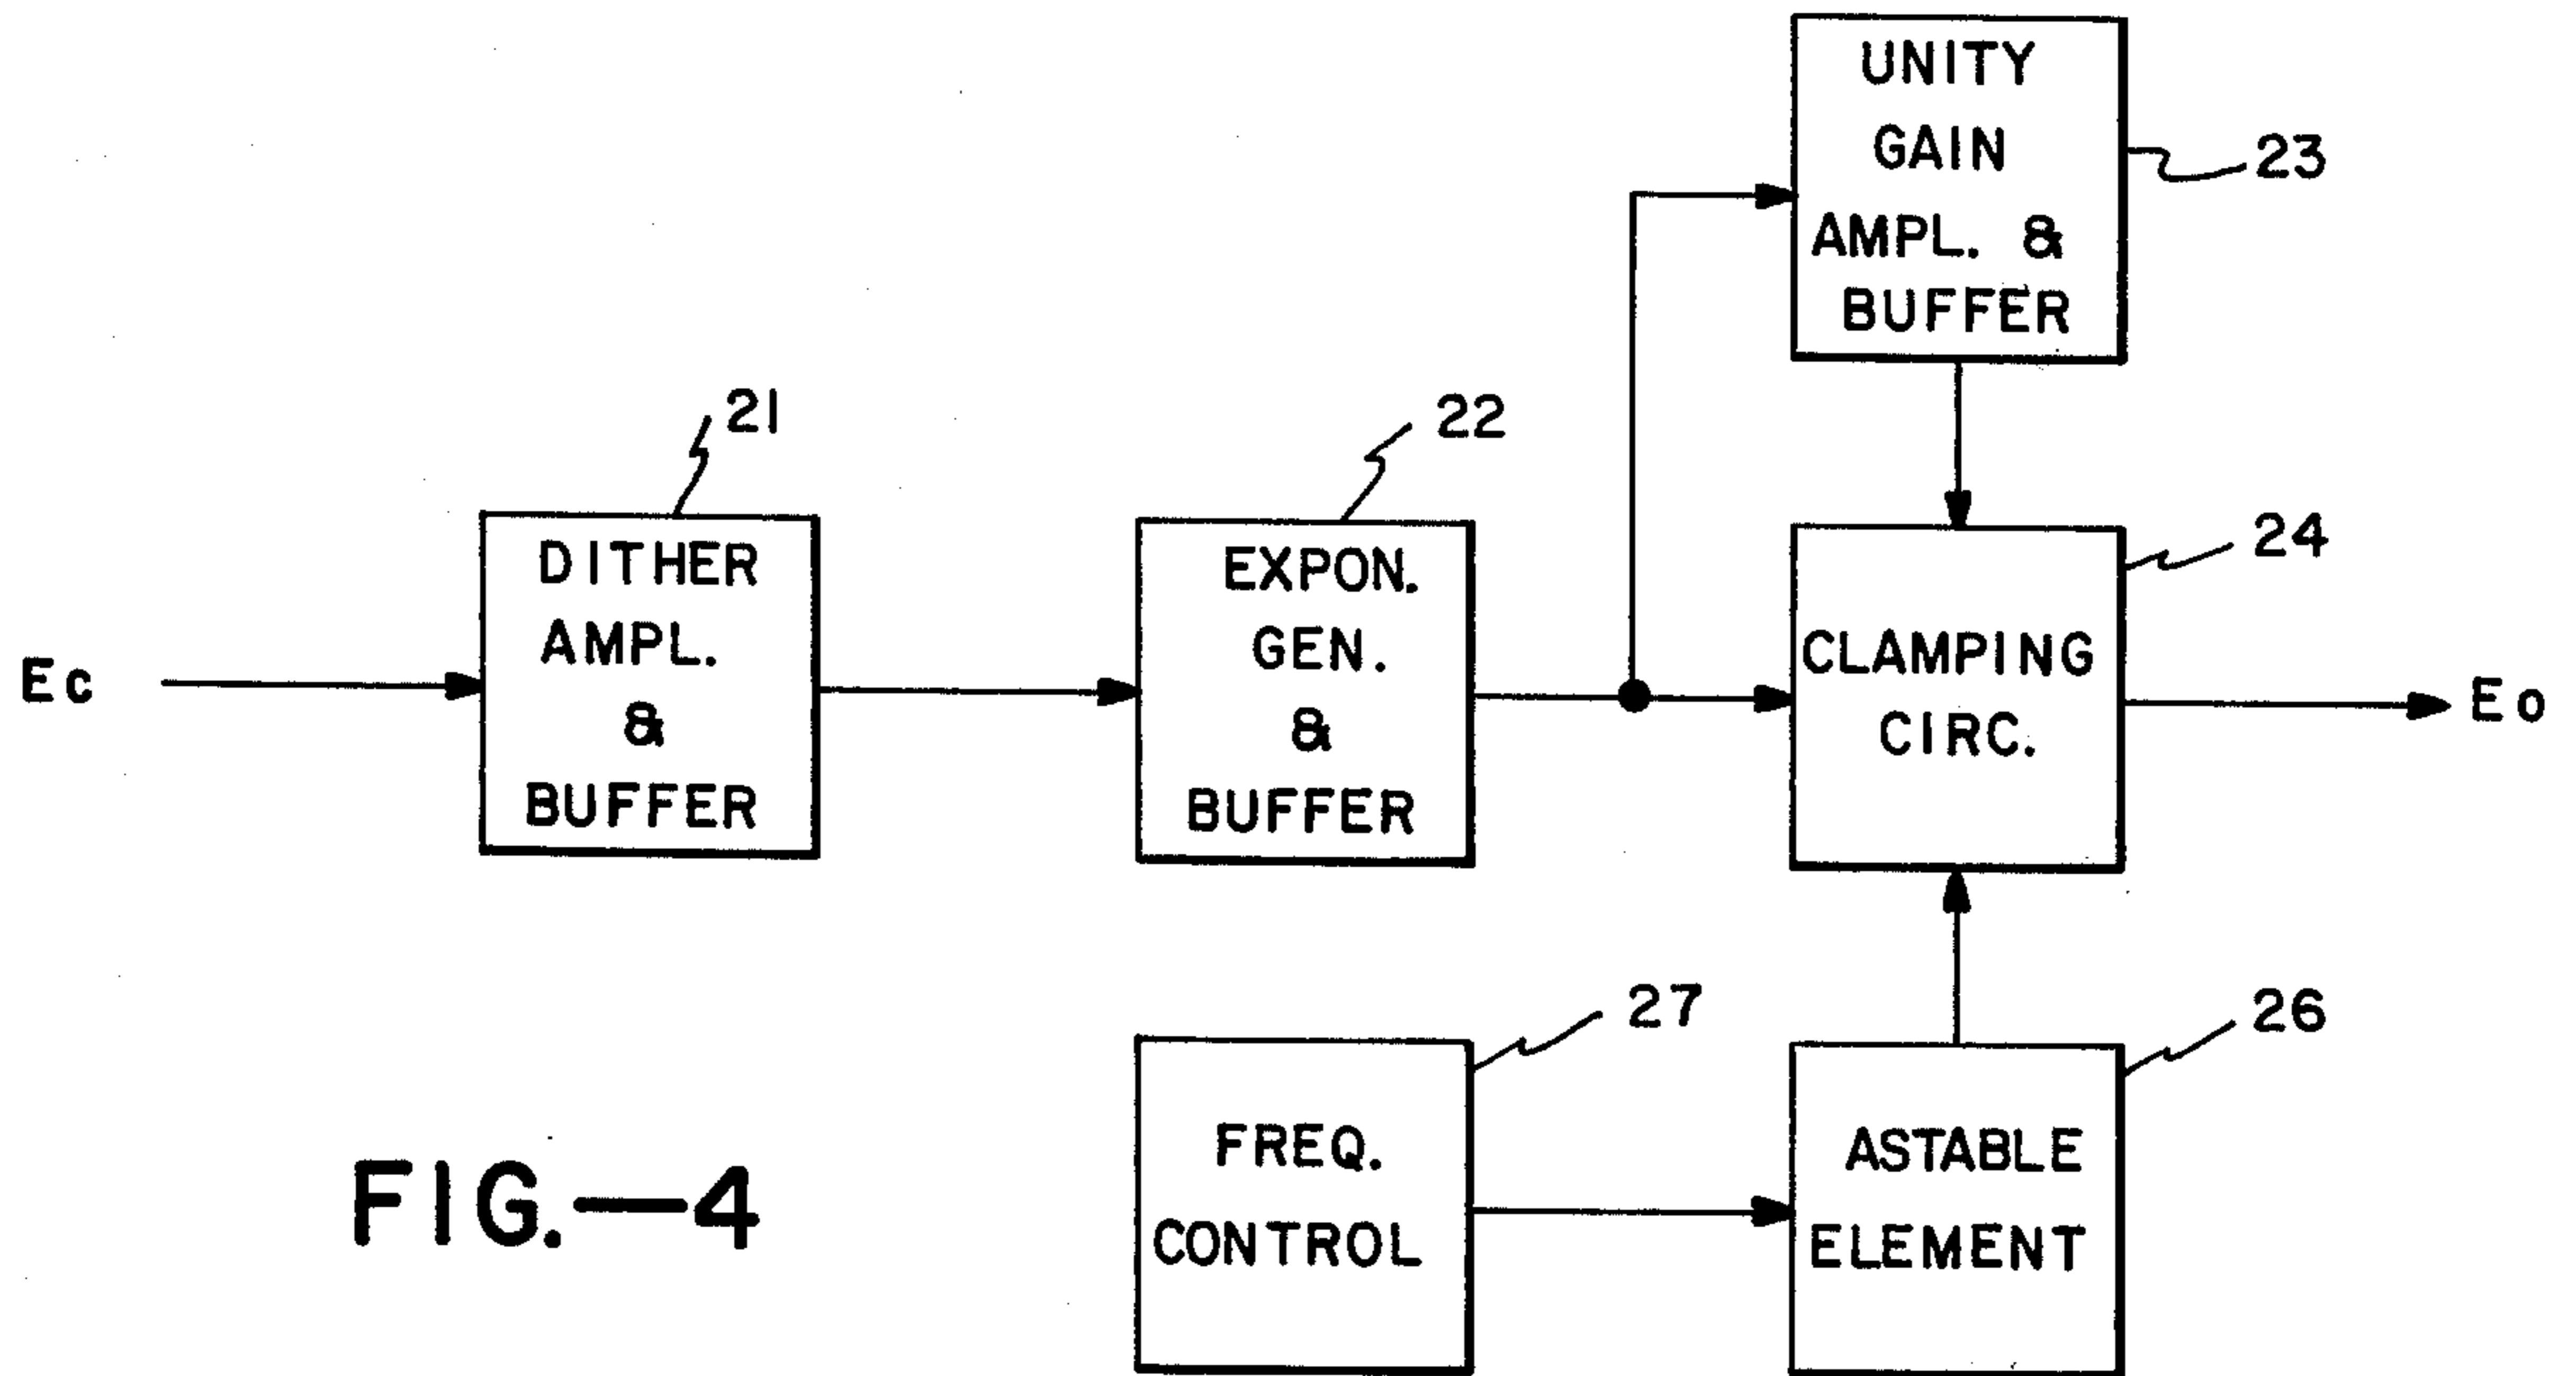 UNITY
GAIN
AMPL. &
BUFFER
23
21
DITHER
AMPL.
&
BUFFER
22
EXPON.
GEN.
&
BUFFER
24
CLAMPING
CIRC.
Ec
Eo
27
FREQ.
CONTROL
26
ASTABLE
ELEMENT
FIG.—4